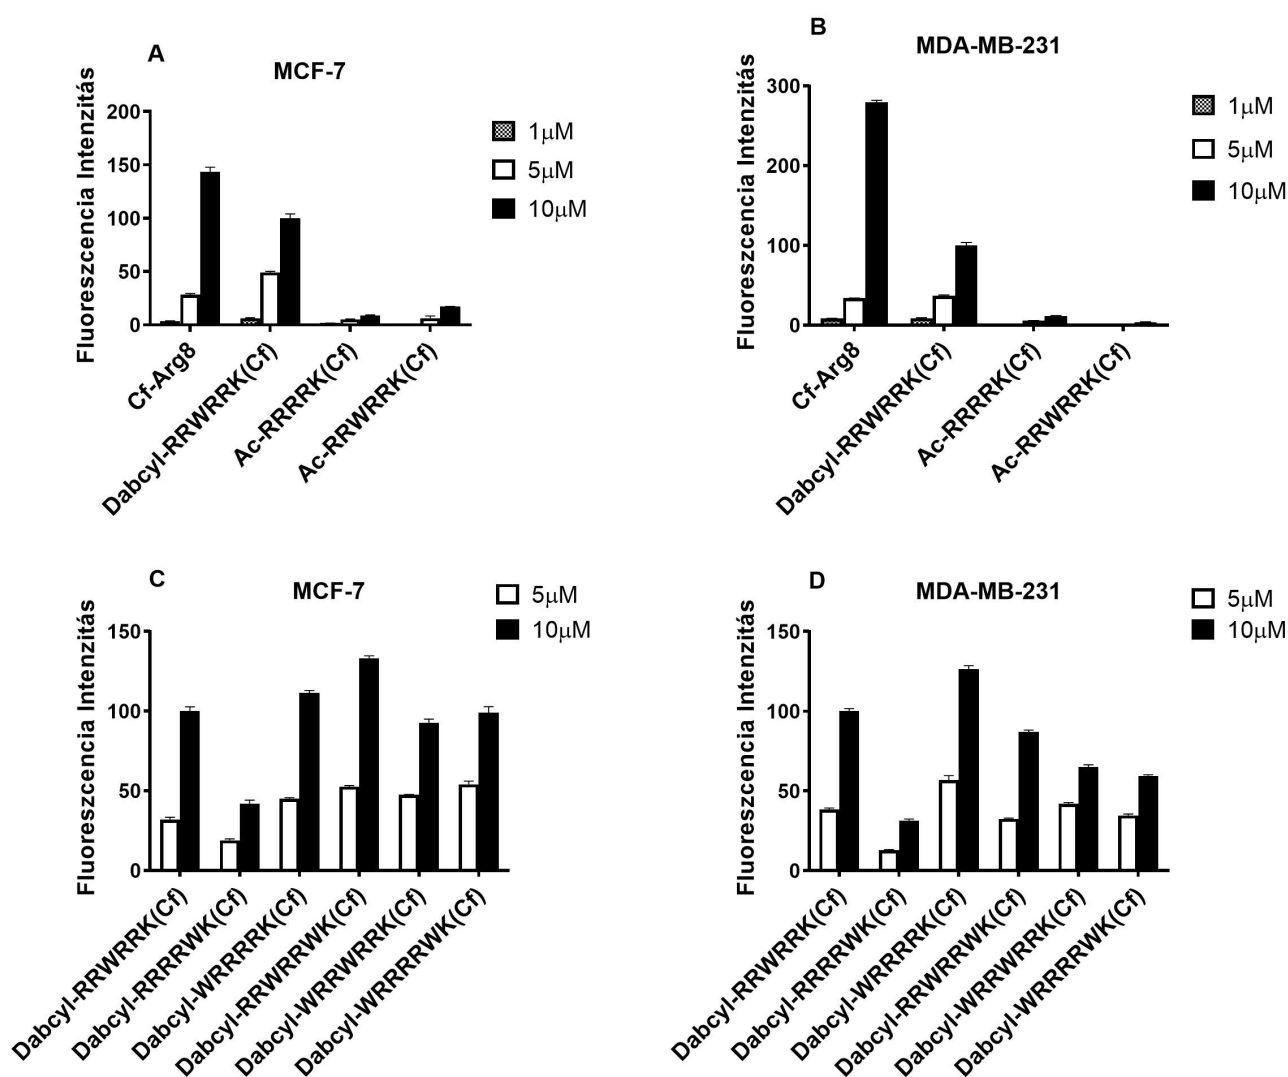 A
MCF-7
Fluoreszcencia Intenzitás
200
150
100
50
0
1μM
5μM
10μM
Cf-Arg8
Dabcyl-RRWRRK(Cf)
Ac-RRRRK(Cf)
Ac-RRWRRK(Cf)
B
MDA-MB-231
Fluoreszcencia Intenzitás
300
200
100
0
1μM
5μM
10μM
Cf-Arg8
Dabcyl-RRWRRK(Cf)
Ac-RRRRK(Cf)
Ac-RRWRRK(Cf)
C
MCF-7
Fluoreszcencia Intenzitás
150
100
50
0
5μM
10μM
Dabcyl-RRWRRK(Cf)
Dabcyl-RRRRWK(Cf)
Dabcyl-WRRRRK(Cf)
Dabcyl-RRWRRWK(Cf)
Dabcyl-WRRWRRK(Cf)
Dabcyl-WRRRRWK(Cf)
D
MDA-MB-231
Fluoreszcencia Intenzitás
150
100
50
0
5μM
10μM
Dabcyl-RRWRRK(Cf)
Dabcyl-RRRRWK(Cf)
Dabcyl-WRRRRK(Cf)
Dabcyl-RRWRRWK(Cf)
Dabcyl-WRRWRRK(Cf)
Dabcyl-WRRRRWK(Cf)